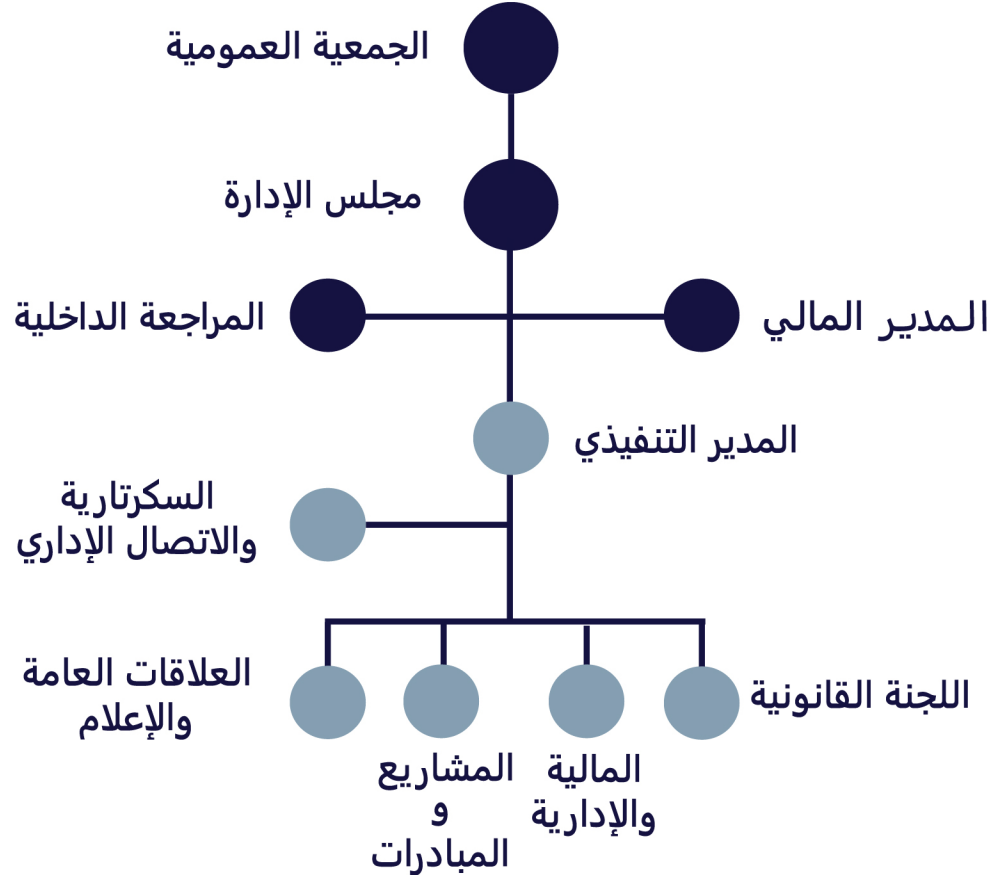 الجمعية العمومية
مجلس الإدارة
المدير المالي
المراجعة الداخلية
المدير التنفيذي
السكرتارية
والاتصال الإداري
اللجنة القانونية
المالية
والإدارية
المشاريع
و
المبادرات
العلاقات العامة
والإعلام